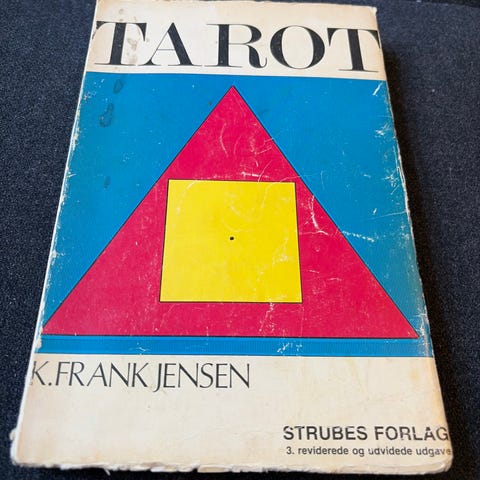 TAROT
K.FRANK JENSEN
STRUBES FORLAG
3. reviderede og udvidede udgave